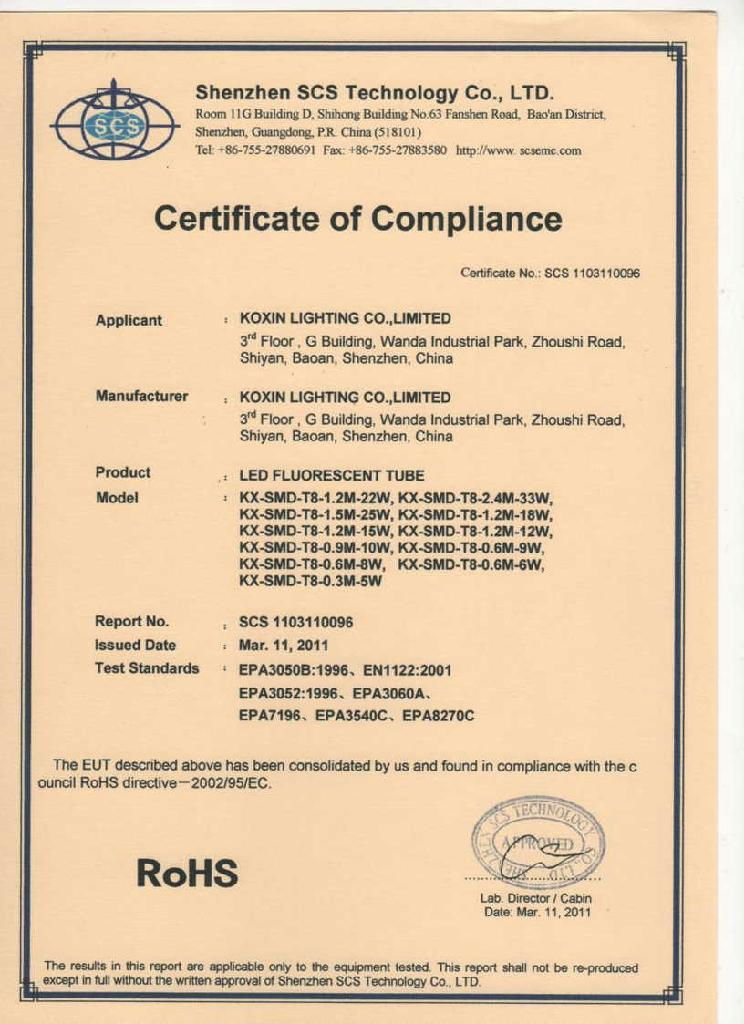 SCS
Shenzhen SCS Technology Co., LTD.
Room 11G Building D, Shihong Building No.63 Fanshen Road, Bao'an District,
Shenzhen, Guangdong, P.R. China (518101)
Tel: +86-755-27880691 Fax: +86-755-27883580 http://www.scsemc.com
Certificate of Compliance
Certificate No.: SCS 1103110096
Applicant : KOXIN LIGHTING CO.,LIMITED
3rd Floor , G Building, Wanda Industrial Park, Zhoushi Road,
Shiyan, Baoan, Shenzhen, China
Manufacturer : KOXIN LIGHTING CO.,LIMITED
3rd Floor , G Building, Wanda Industrial Park, Zhoushi Road,
Shiyan, Baoan, Shenzhen, China
Product : LED FLUORESCENT TUBE
Model : KX-SMD-T8-1.2M-22W, KX-SMD-T8-2.4M-33W,
KX-SMD-T8-1.5M-25W, KX-SMD-T8-1.2M-18W,
KX-SMD-T8-1.2M-15W, KX-SMD-T8-1.2M-12W,
KX-SMD-T8-0.9M-10W, KX-SMD-T8-0.6M-9W,
KX-SMD-T8-0.6M-8W, KX-SMD-T8-0.6M-6W,
KX-SMD-T8-0.3M-5W
Report No. : SCS 1103110096
Issued Date : Mar. 11, 2011
Test Standards : EPA3050B:1996、EN1122:2001
EPA3052:1996、EPA3060A、
EPA7196、EPA3540C、EPA8270C
The EUT described above has been consolidated by us and found in compliance with the c
ouncil RoHS directive—2002/95/EC.
SHENZHEN SCS TECHNOLOGY CO., LTD
APPROVED
RoHS
Lab. Director / Cabin
Date: Mar. 11, 2011
The results in this report are applicable only to the equipment tested. This report shall not be re-produced
except in full without the written approval of Shenzhen SCS Technology Co., LTD.